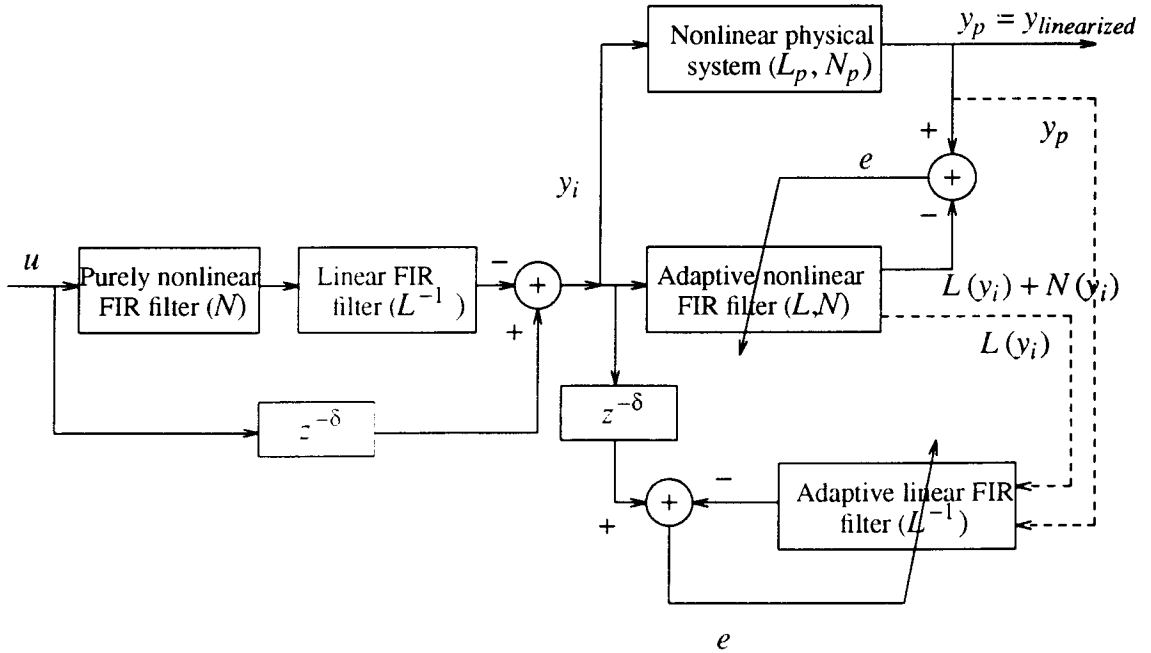 y_p = y_linearized
Nonlinear physical
system (L_p, N_p)
+
y_p
e
+
−
y_i
u
Purely nonlinear
FIR filter (N)
Linear FIR
filter (L^{-1})
−
+
+
Adaptive nonlinear
FIR filter (L,N)
L(y_i) + N(y_i)
L(y_i)
z^{-δ}
z^{-δ}
−
+
+
Adaptive linear FIR
filter (L^{-1})
e